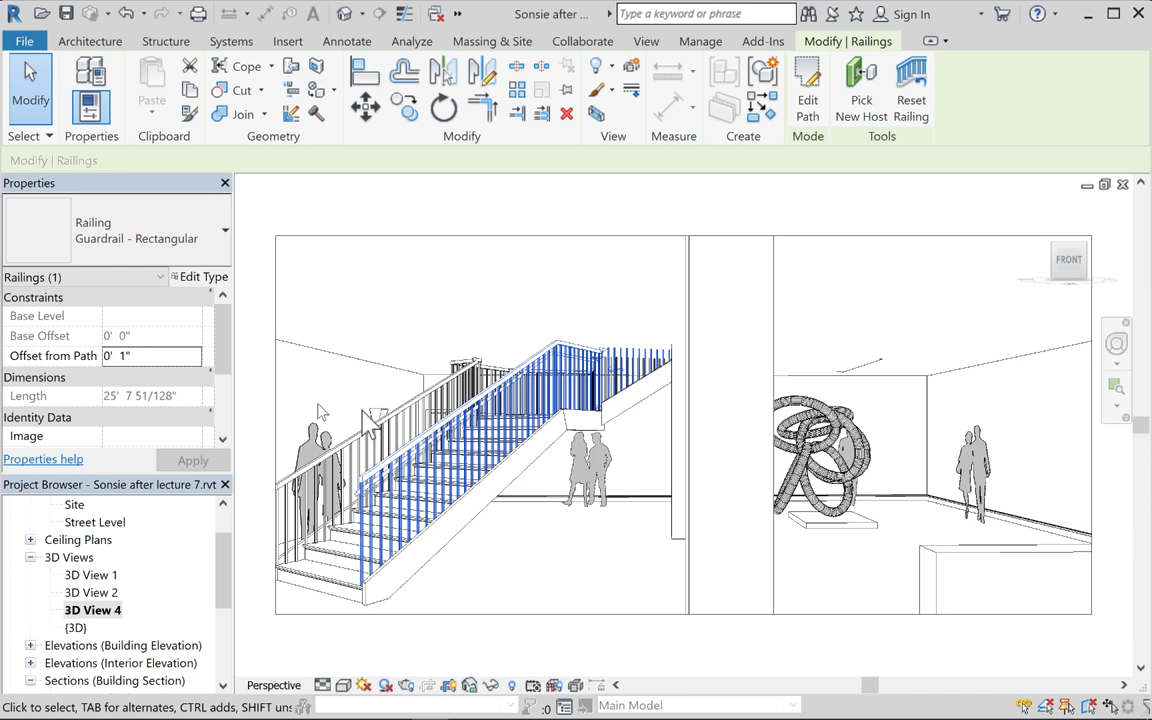 Sonsie after ...
Type a keyword or phrase
Sign In
File
Architecture
Structure
Systems
Insert
Annotate
Analyze
Massing & Site
Collaborate
View
Manage
Add-Ins
Modify | Railings
Modify
Paste
Cope
Cut
Join
Edit
Path
Pick
New Host
Reset
Railing
Select
Properties
Clipboard
Geometry
Modify
View
Measure
Create
Mode
Tools
Modify | Railings
Properties
Railing
Guardrail - Rectangular
Railings (1)
Edit Type
Constraints
Base Level
Base Offset 0' 0"
Offset from Path 0' 1"
Dimensions
Length 25' 7 51/128"
Identity Data
Image
Properties help
Apply
Project Browser - Sonsie after lecture 7.rvt
Site
Street Level
Ceiling Plans
3D Views
3D View 1
3D View 2
3D View 4
{3D}
Elevations (Building Elevation)
Elevations (Interior Elevation)
Sections (Building Section)
FRONT
Perspective
Click to select, TAB for alternates, CTRL adds, SHIFT uns
:0
Main Model